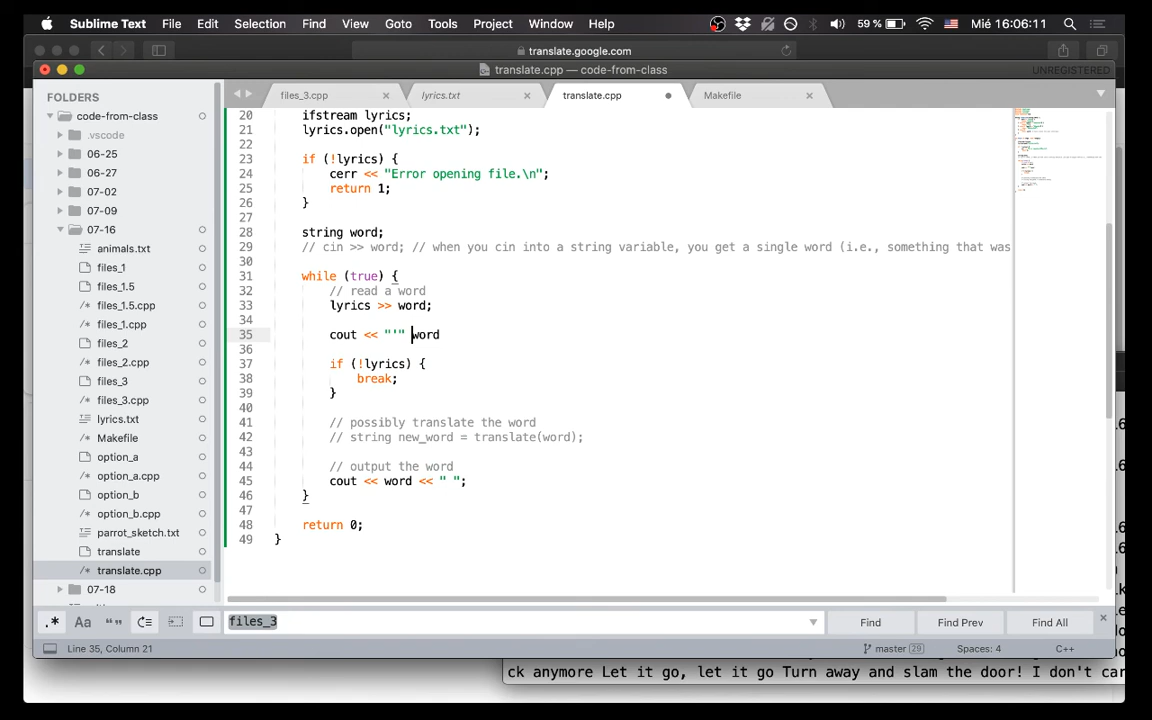 Sublime Text File Edit Selection Find View Goto Tools Project Window Help 59 % Mié 16:06:11
translate.google.com
translate.cpp — code-from-class
UNREGISTERED
FOLDERS
code-from-class
.vscode
06-25
06-27
07-02
07-09
07-16
animals.txt
files_1
files_1.5
files_1.5.cpp
files_1.cpp
files_2
files_2.cpp
files_3
files_3.cpp
lyrics.txt
Makefile
option_a
option_a.cpp
option_b
option_b.cpp
parrot_sketch.txt
translate
translate.cpp
07-18
files_3.cpp lyrics.txt translate.cpp Makefile
20 ifstream lyrics;
21 lyrics.open("lyrics.txt");
22
23 if (!lyrics) {
24 cerr << "Error opening file.\n";
25 return 1;
26 }
27
28 string word;
29 // cin >> word; // when you cin into a string variable, you get a single word (i.e., something that was
30
31 while (true) {
32 // read a word
33 lyrics >> word;
34
35 cout << "'" word
36
37 if (!lyrics) {
38 break;
39 }
40
41 // possibly translate the word
42 // string new_word = translate(word);
43
44 // output the word
45 cout << word << " ";
46 }
47
48 return 0;
49 }
.* Aa “” files_3 Find Find Prev Find All
Line 35, Column 21 master 29 Spaces: 4 C++
ck anymore Let it go, let it go Turn away and slam the door! I don't car